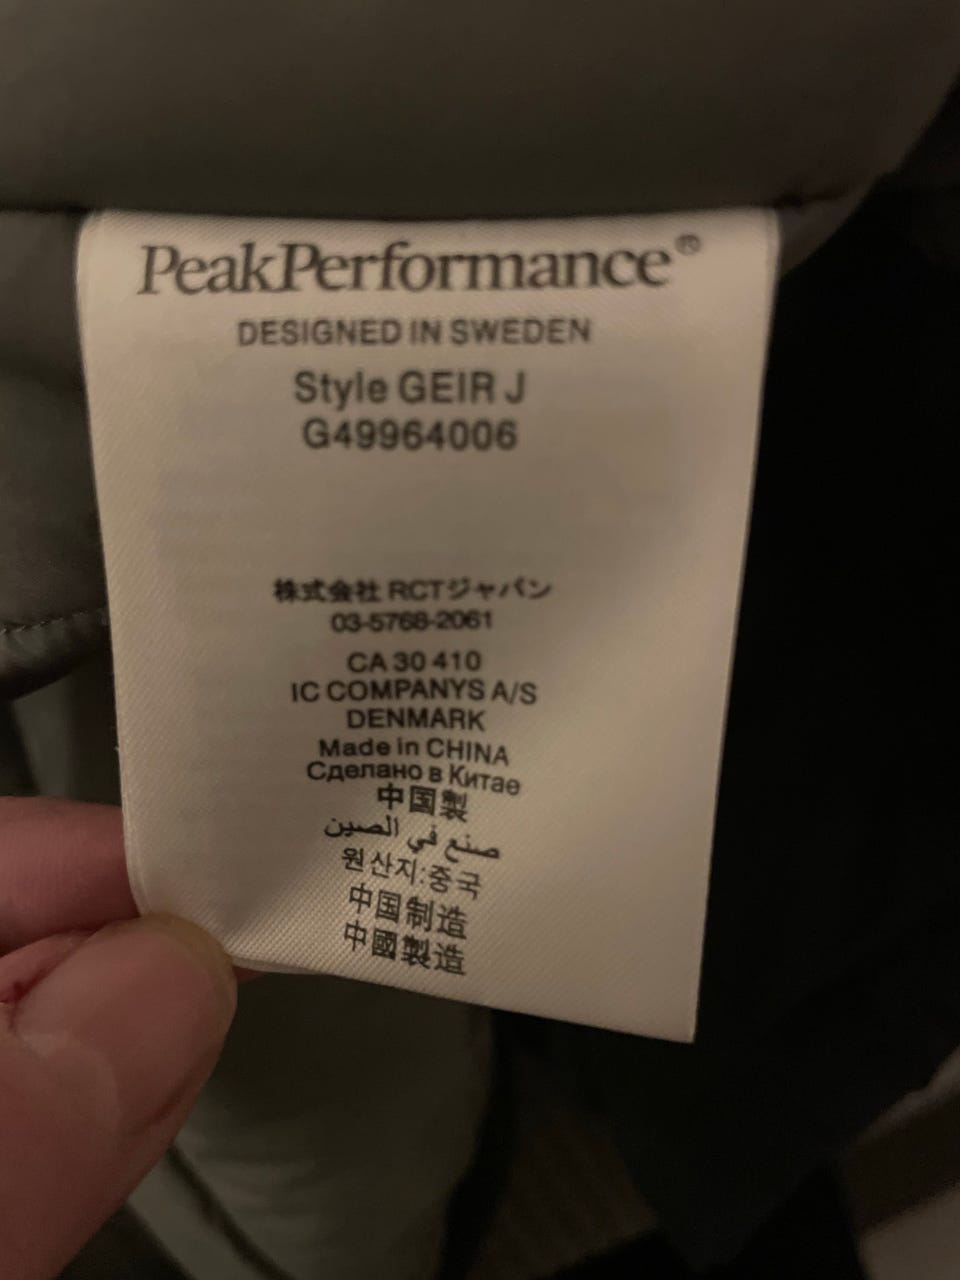 PeakPerformance®
DESIGNED IN SWEDEN
Style GEIR J
G49964006
株式会社 RCTジャパン
03-5768-2061
CA 30 410
IC COMPANYS A/S
DENMARK
Made in CHINA
Сделано в Китае
中国製
صنع في الصين
원산지:중국
中国制造
中國製造